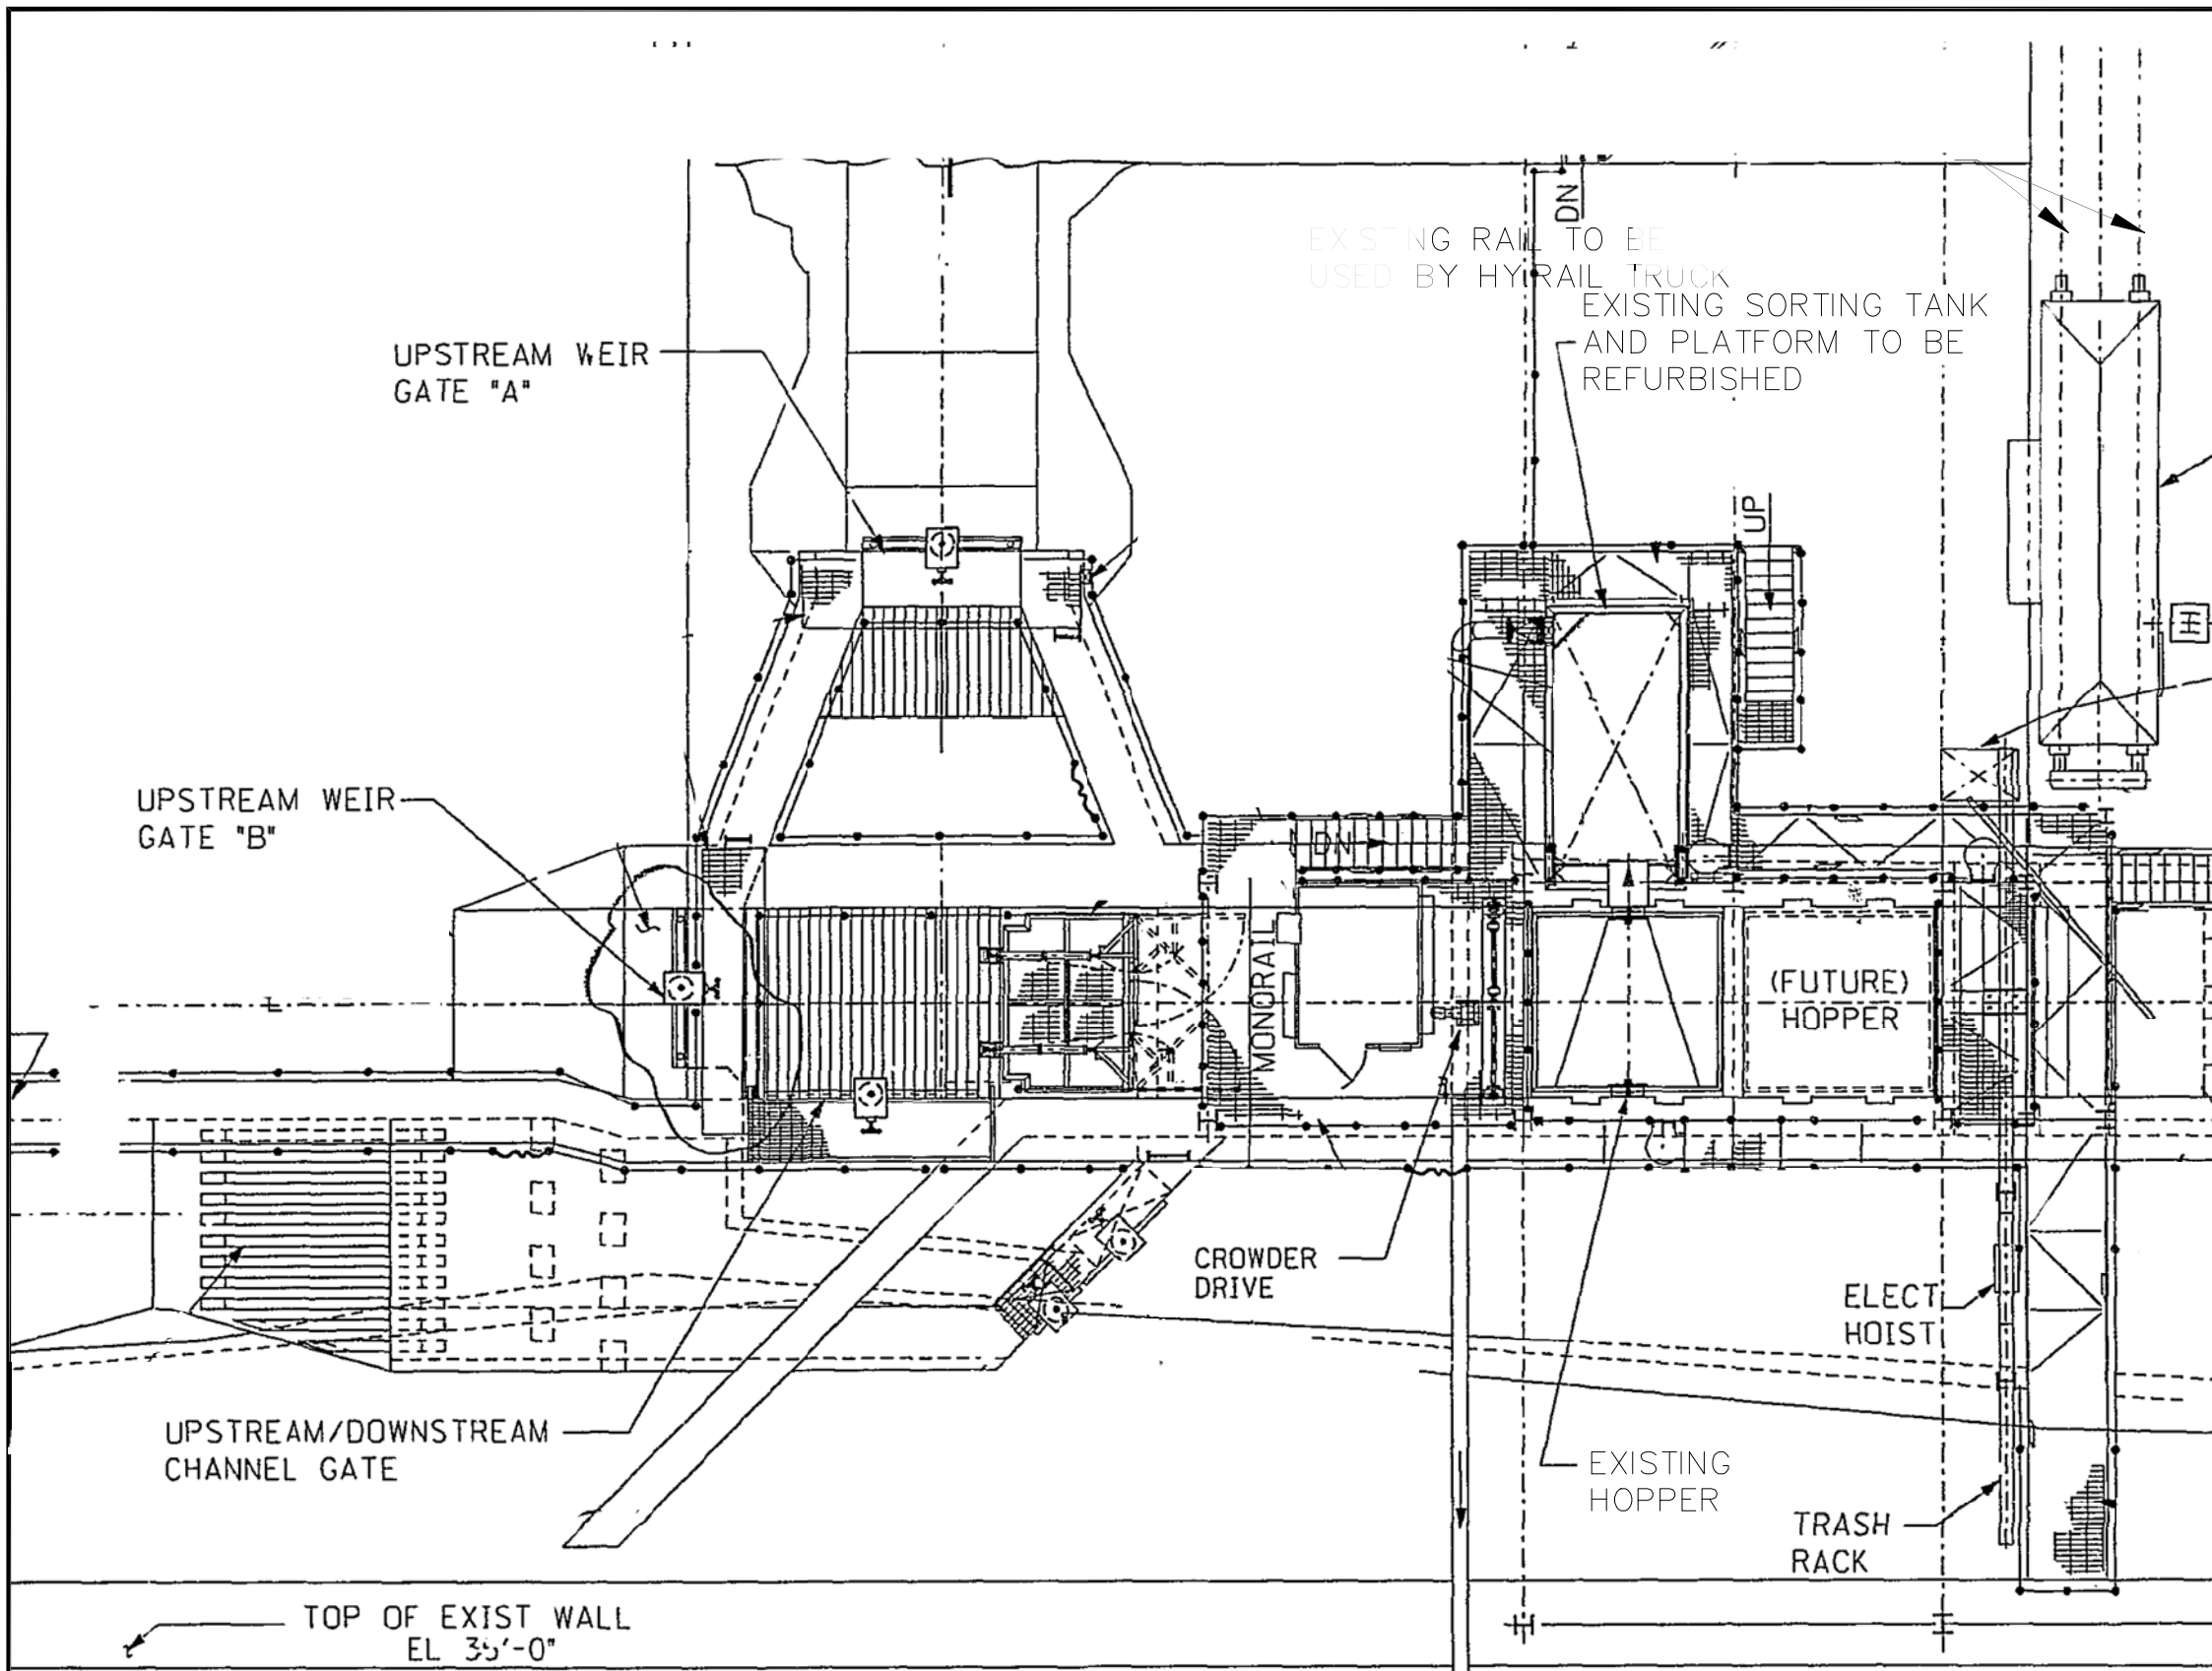 DN
EXISTING RAIL TO BE
USED BY HYRAIL TRUCK
EXISTING SORTING TANK
AND PLATFORM TO BE
REFURBISHED
UPSTREAM WEIR
GATE "A"
UP
UPSTREAM WEIR
GATE "B"
DN
MONORAIL
(FUTURE)
HOPPER
CROWDER
DRIVE
ELECT
HOIST
UPSTREAM/DOWNSTREAM
CHANNEL GATE
EXISTING
HOPPER
TRASH
RACK
TOP OF EXIST WALL
EL